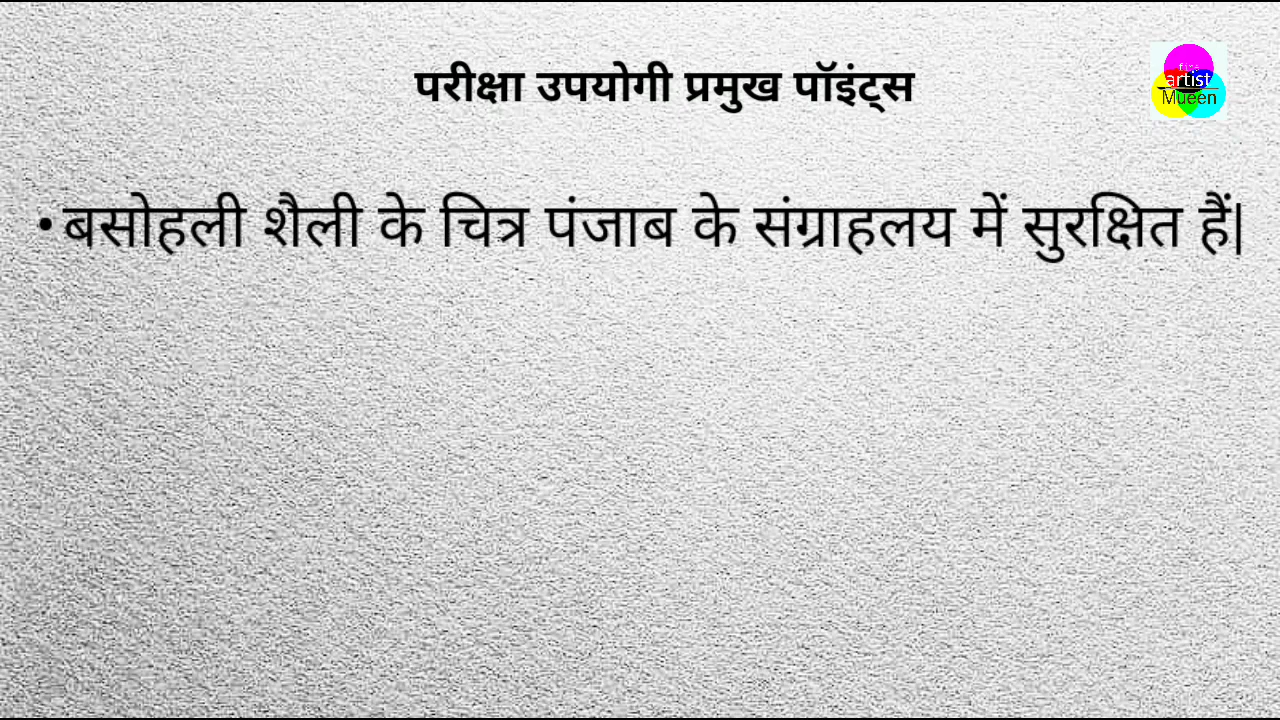 परीक्षा उपयोगी प्रमुख पॉइंट्स
artist
Mueen
•बसोहली शैली के चित्र पंजाब के संग्राहलय में सुरक्षित हैं|